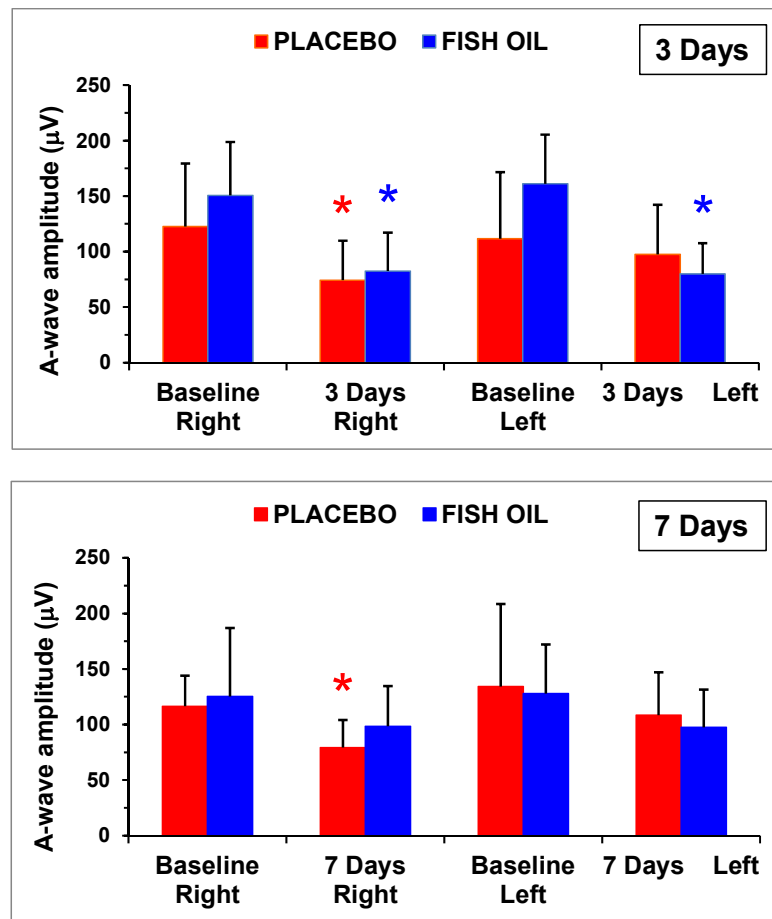 PLACEBO FISH OIL
3 Days
A-wave amplitude (µV)
250
200
150
100
50
0
* * *
Baseline Right
3 Days Right
Baseline Left
3 Days Left
PLACEBO FISH OIL
7 Days
A-wave amplitude (µV)
250
200
150
100
50
0
*
Baseline Right
7 Days Right
Baseline Left
7 Days Left